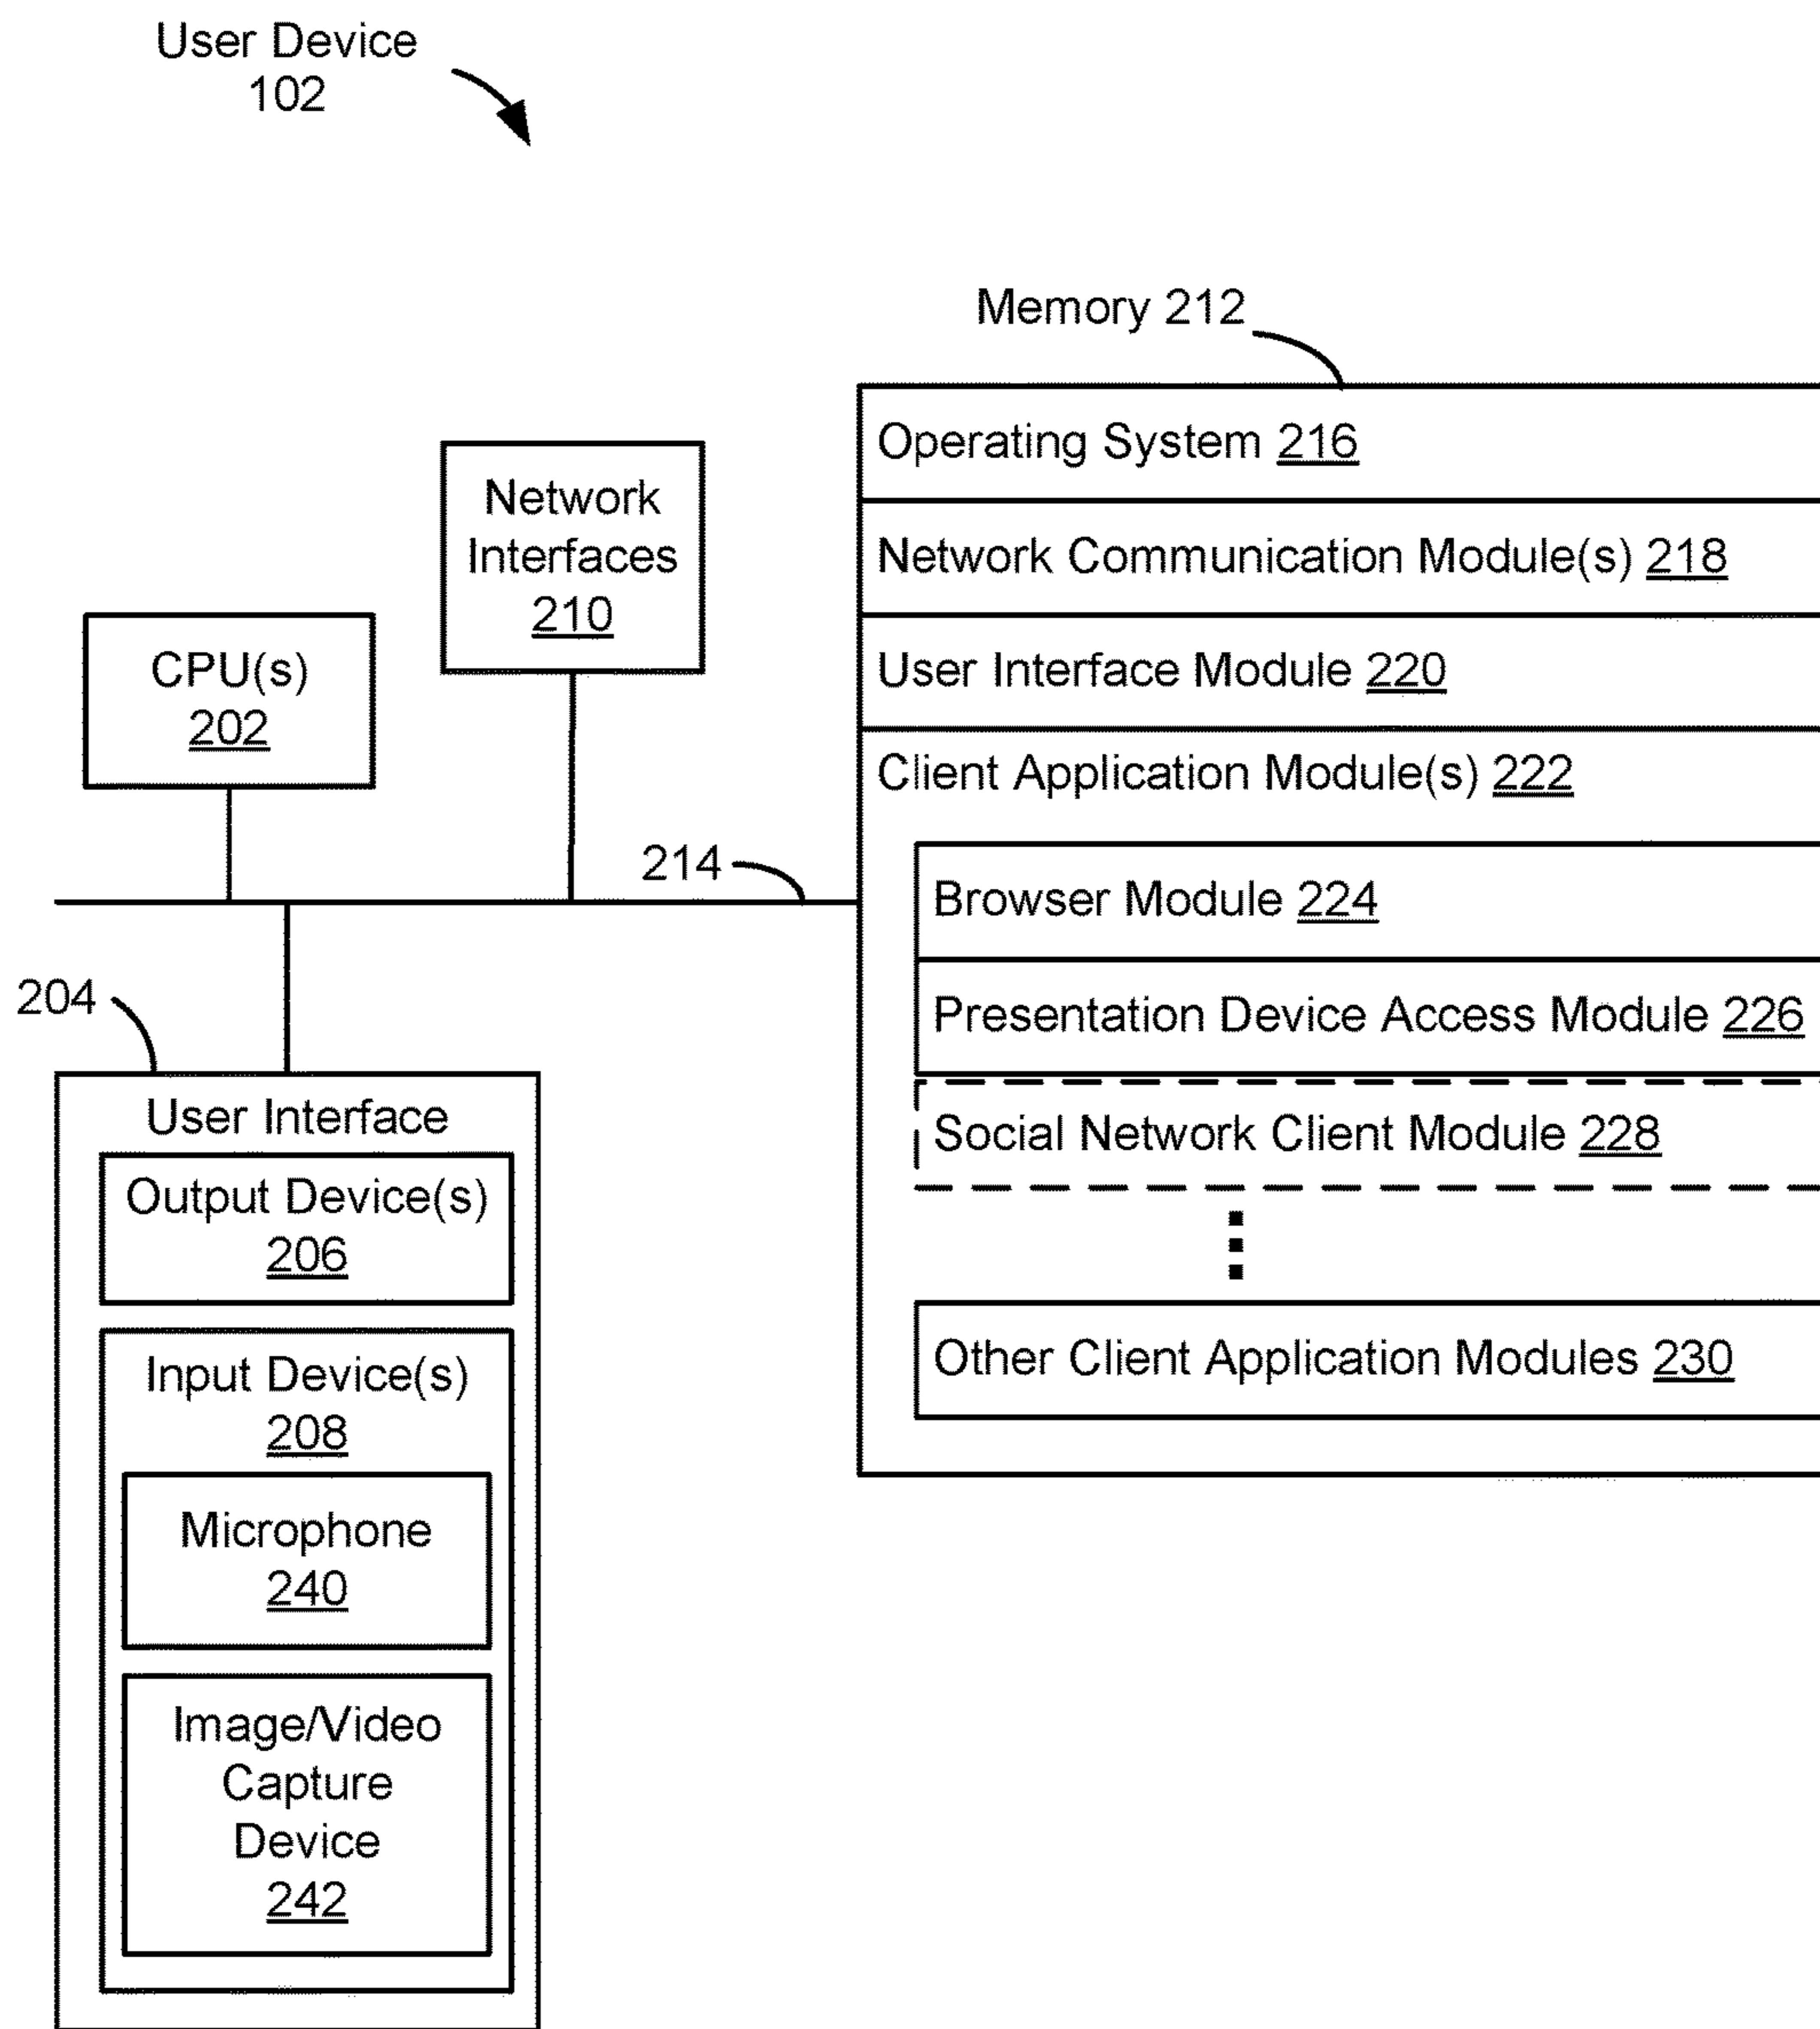 User Device
102
Memory 212
Operating System 216
Network Communication Module(s) 218
User Interface Module 220
Client Application Module(s) 222
Browser Module 224
Presentation Device Access Module 226
Social Network Client Module 228
Other Client Application Modules 230
Network
Interfaces
210
CPU(s)
202
214
204
User Interface
Output Device(s)
206
Input Device(s)
208
Microphone
240
Image/Video
Capture
Device
242